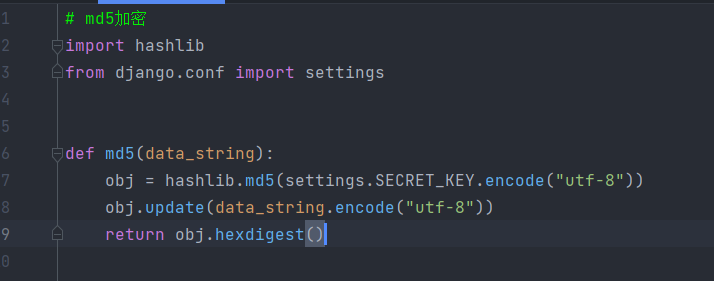 1 # md5加密
2 import hashlib
3 from django.conf import settings
4
5
6 def md5(data_string):
7     obj = hashlib.md5(settings.SECRET_KEY.encode("utf-8"))
8     obj.update(data_string.encode("utf-8"))
9     return obj.hexdigest()
0